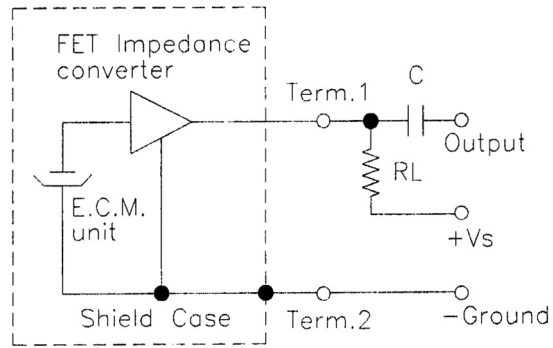 FET Impedance
converter
Term.1
C
Output
RL
E.C.M.
unit
+Vs
Shield Case
Term.2
-Ground